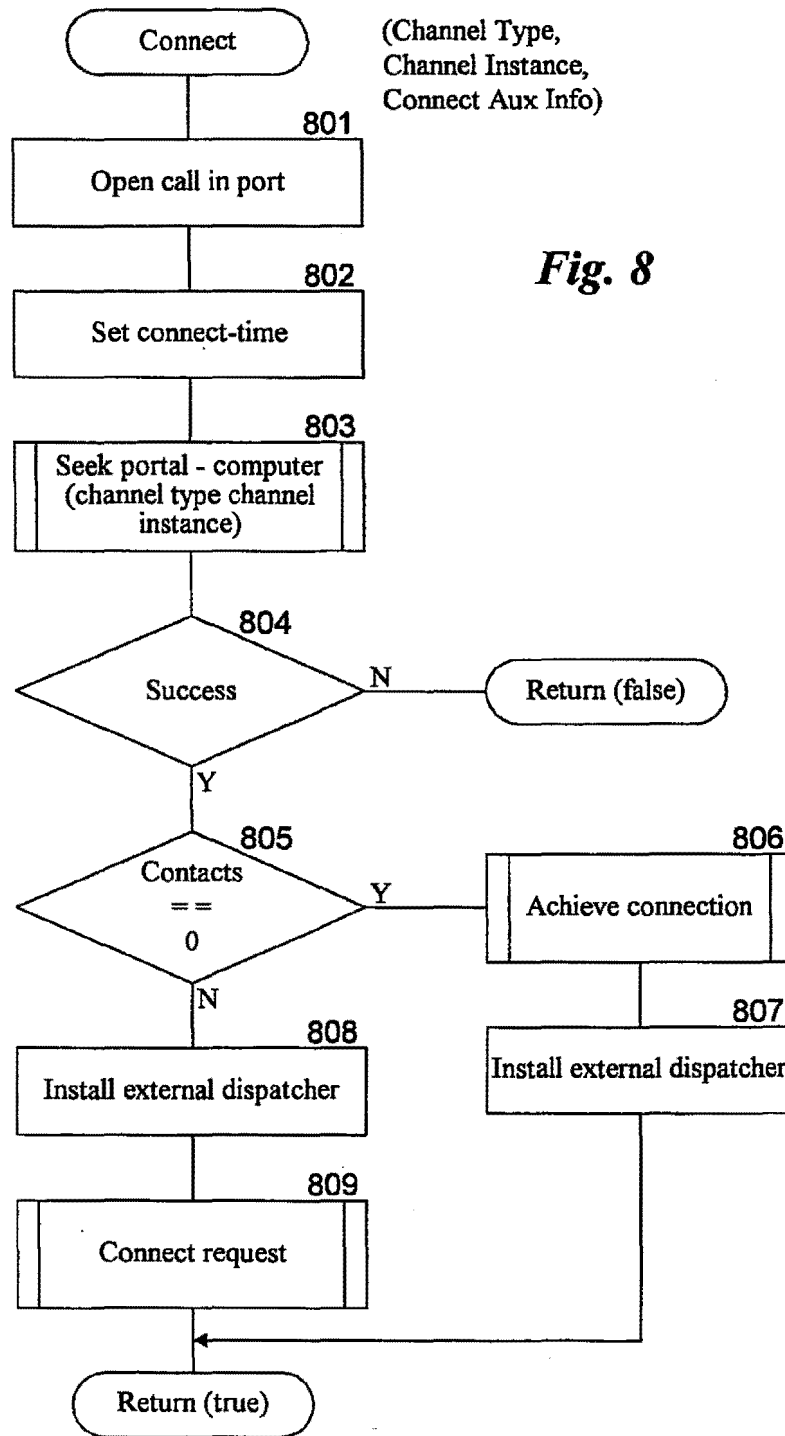 Connect
(Channel Type,
Channel Instance,
Connect Aux Info)
801
Open call in port
Fig. 8
802
Set connect-time
803
Seek portal - computer
(channel type channel
instance)
804
Success
N
Return (false)
Y
805
Contacts
= =
0
Y
806
Achieve connection
N
807
Install external dispatcher
808
Install external dispatcher
809
Connect request
Return (true)